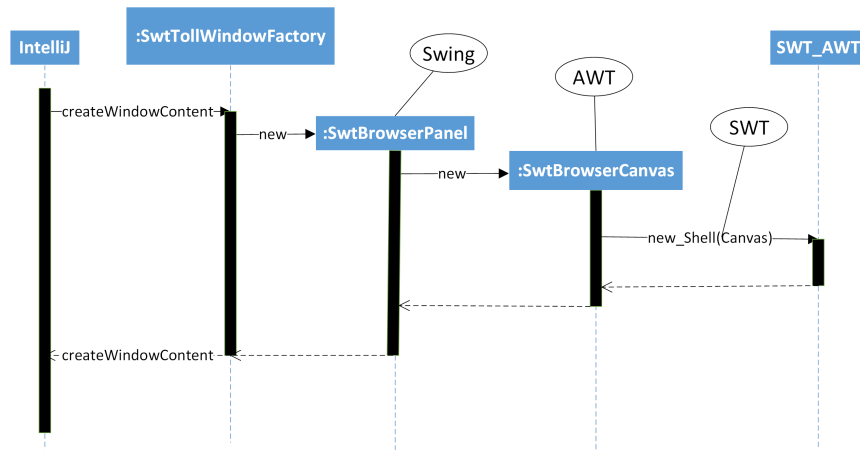 IntelliJ
:SwtTollWindowFactory
Swing
AWT
SWT_AWT
createWindowContent
new
:SwtBrowserPanel
SWT
new
:SwtBrowserCanvas
new_Shell(Canvas)
createWindowContent